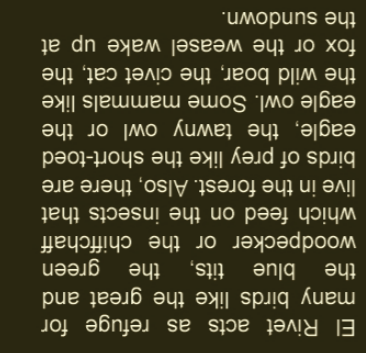 El Rivet acts as refuge for
many birds like the great and
the blue tits, the green
woodpecker or the chiffchaff
which feed on the insects that
live in the forest. Also, there are
birds of prey like the short-toed
eagle, the tawny owl or the
eagle owl. Some mammals like
the wild boar, the civet cat, the
fox or the weasel wake up at
the sundown.